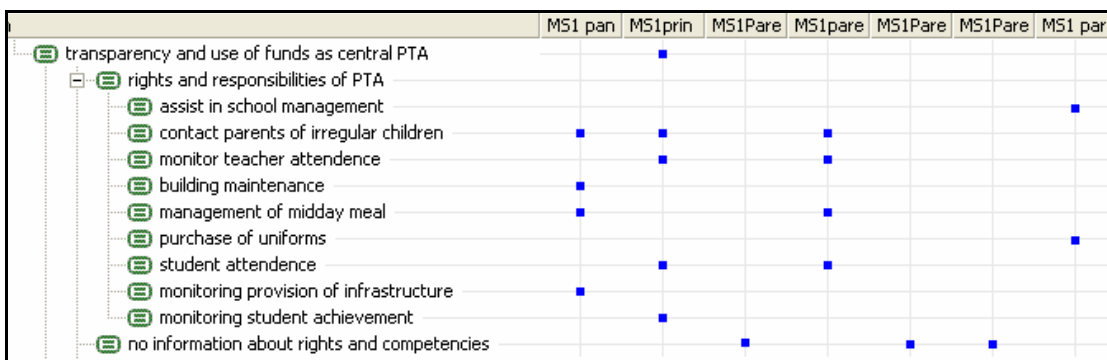 MS1 pan MS1prin MS1Pare MS1pare MS1Pare MS1Pare MS1 par
transparency and use of funds as central PTA
rights and responsibilities of PTA
assist in school management
contact parents of irregular children
monitor teacher attendence
building maintenance
management of midday meal
purchase of uniforms
student attendence
monitoring provision of infrastructure
monitoring student achievement
no information about rights and competencies